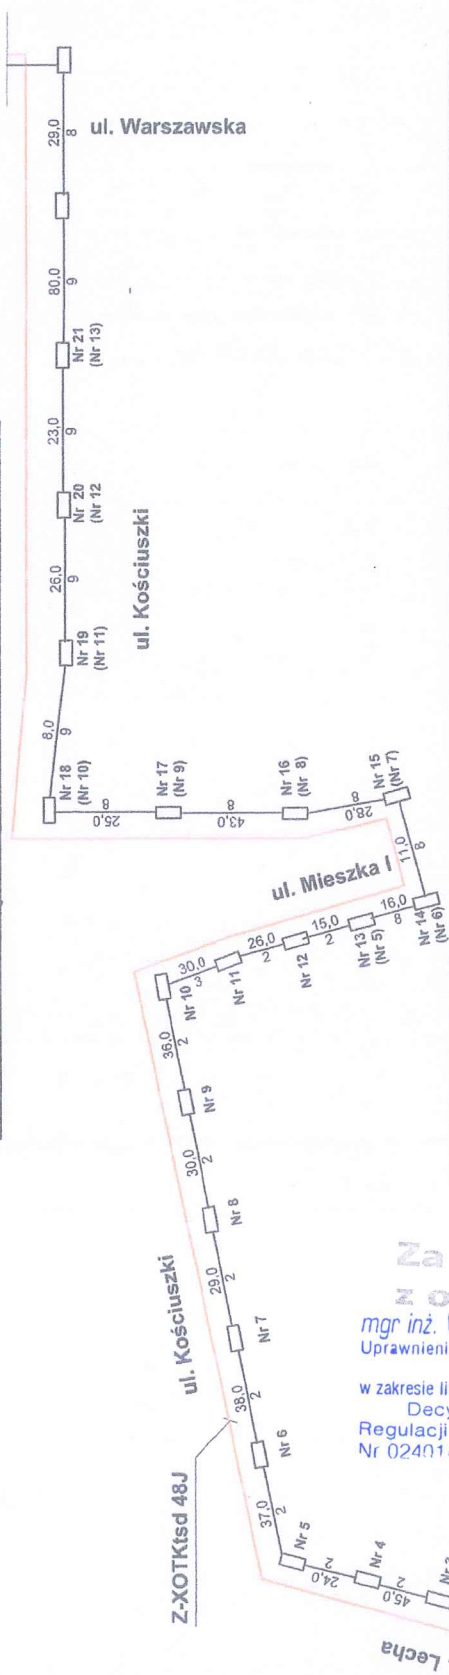 ul. Warszawska
29,0
8
80,0
9
Nr 21
(Nr 13)
23,0
9
Nr 20
(Nr 12
26,0
9
ul. Kościuszki
Nr 19
(Nr 11)
8,0
9
Nr 18
(Nr 10)
8
25,0
Nr 17
(Nr 9)
8
43,0
Nr 16
(Nr 8)
8
28,0
Nr 15
(Nr 7)
11,0
8
ul. Mieszka I
Nr 14
(Nr 6)
16,0
8
Nr 13
(Nr 5)
15,0
2
Nr 12
26,0
2
Nr 11
30,0
3
Nr 10
36,0
2
Nr 9
30,0
2
Nr 8
29,0
2
ul. Kościuszki
Nr 7
38,0
2
Z-XOTKtsd 48J
Nr 6
37,0
2
Nr 5
2
24,0
Nr 4
2
45,0
Lecha
Za
z o
mgr inż.
Uprawnieni
w zakresie li
Decy
Regulacji
Nr 02401